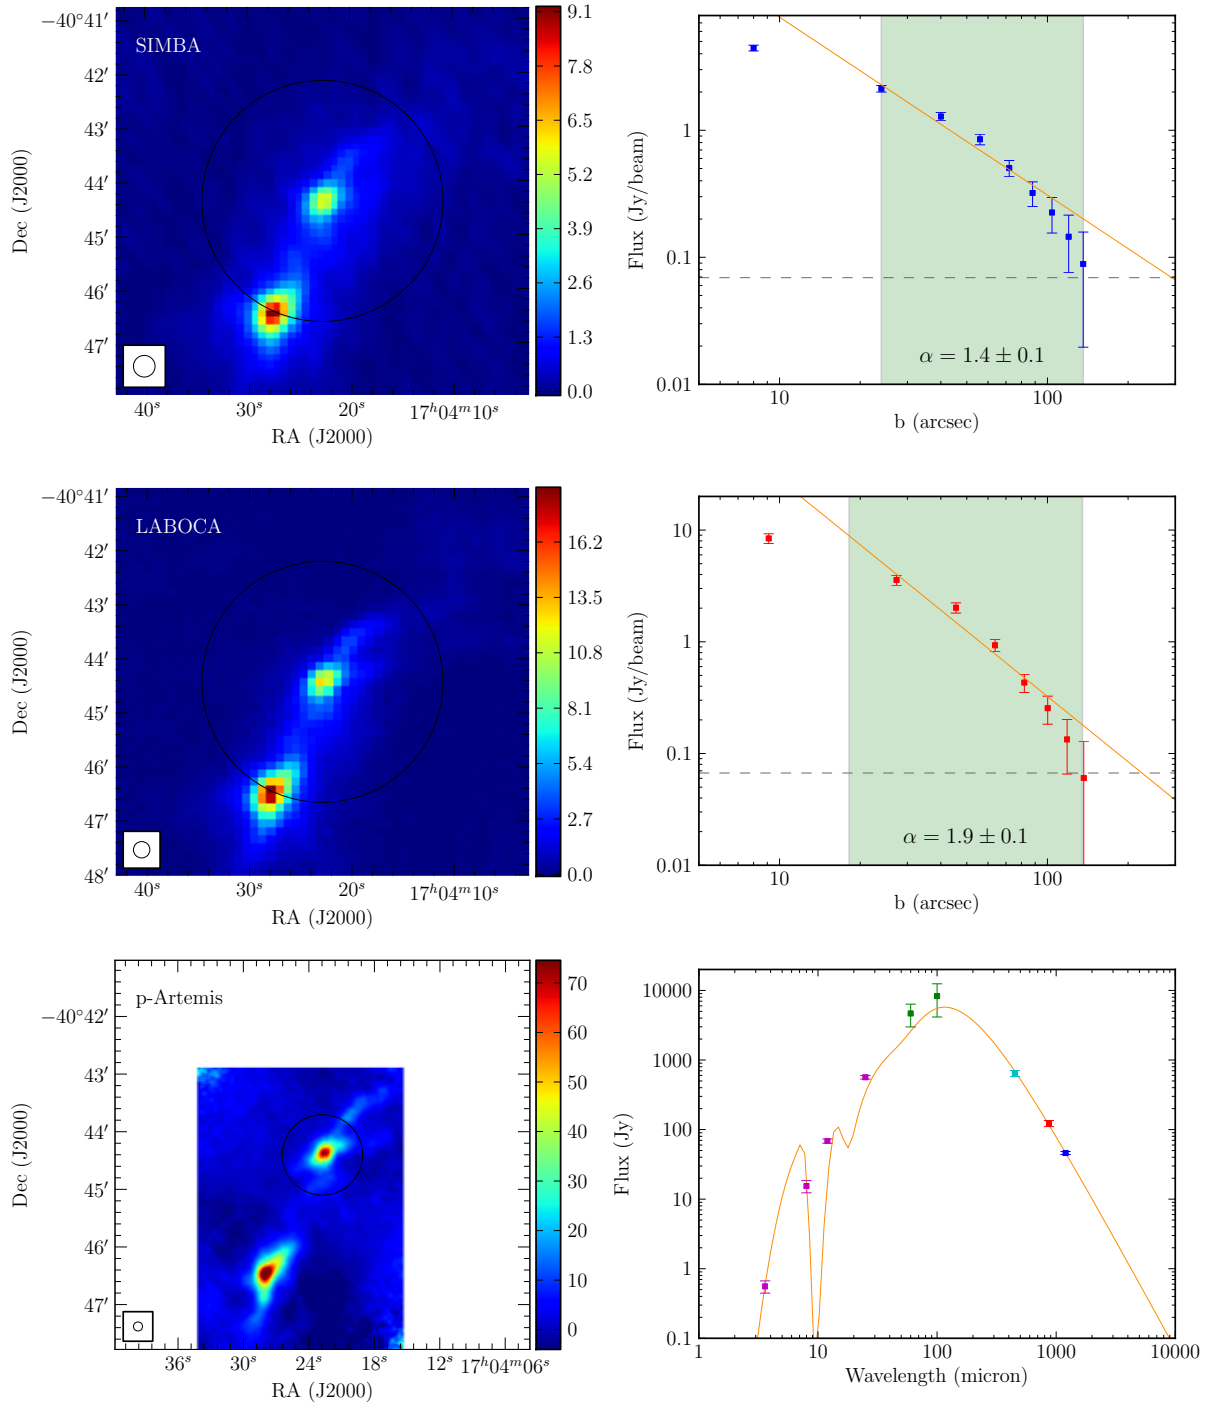 SIMBA
Dec (J2000)
−40°41′
42′
43′
44′
45′
46′
47′
40ˢ
30ˢ
20ˢ
17ʰ04ᵐ10ˢ
RA (J2000)
9.1
7.8
6.5
5.2
3.9
2.6
1.3
0.0
Flux (Jy/beam)
1
0.1
0.01
α = 1.4 ± 0.1
10
100
b (arcsec)
LABOCA
Dec (J2000)
−40°41′
42′
43′
44′
45′
46′
47′
48′
40ˢ
30ˢ
20ˢ
17ʰ04ᵐ10ˢ
RA (J2000)
16.2
13.5
10.8
8.1
5.4
2.7
0.0
Flux (Jy/beam)
10
1
0.1
0.01
α = 1.9 ± 0.1
10
100
b (arcsec)
p-Artemis
Dec (J2000)
−40°42′
43′
44′
45′
46′
47′
36ˢ
30ˢ
24ˢ
18ˢ
12ˢ
17ʰ04ᵐ06ˢ
RA (J2000)
70
60
50
40
30
20
10
0
Flux (Jy)
10000
1000
100
10
1
0.1
1
10
100
1000
10000
Wavelength (micron)